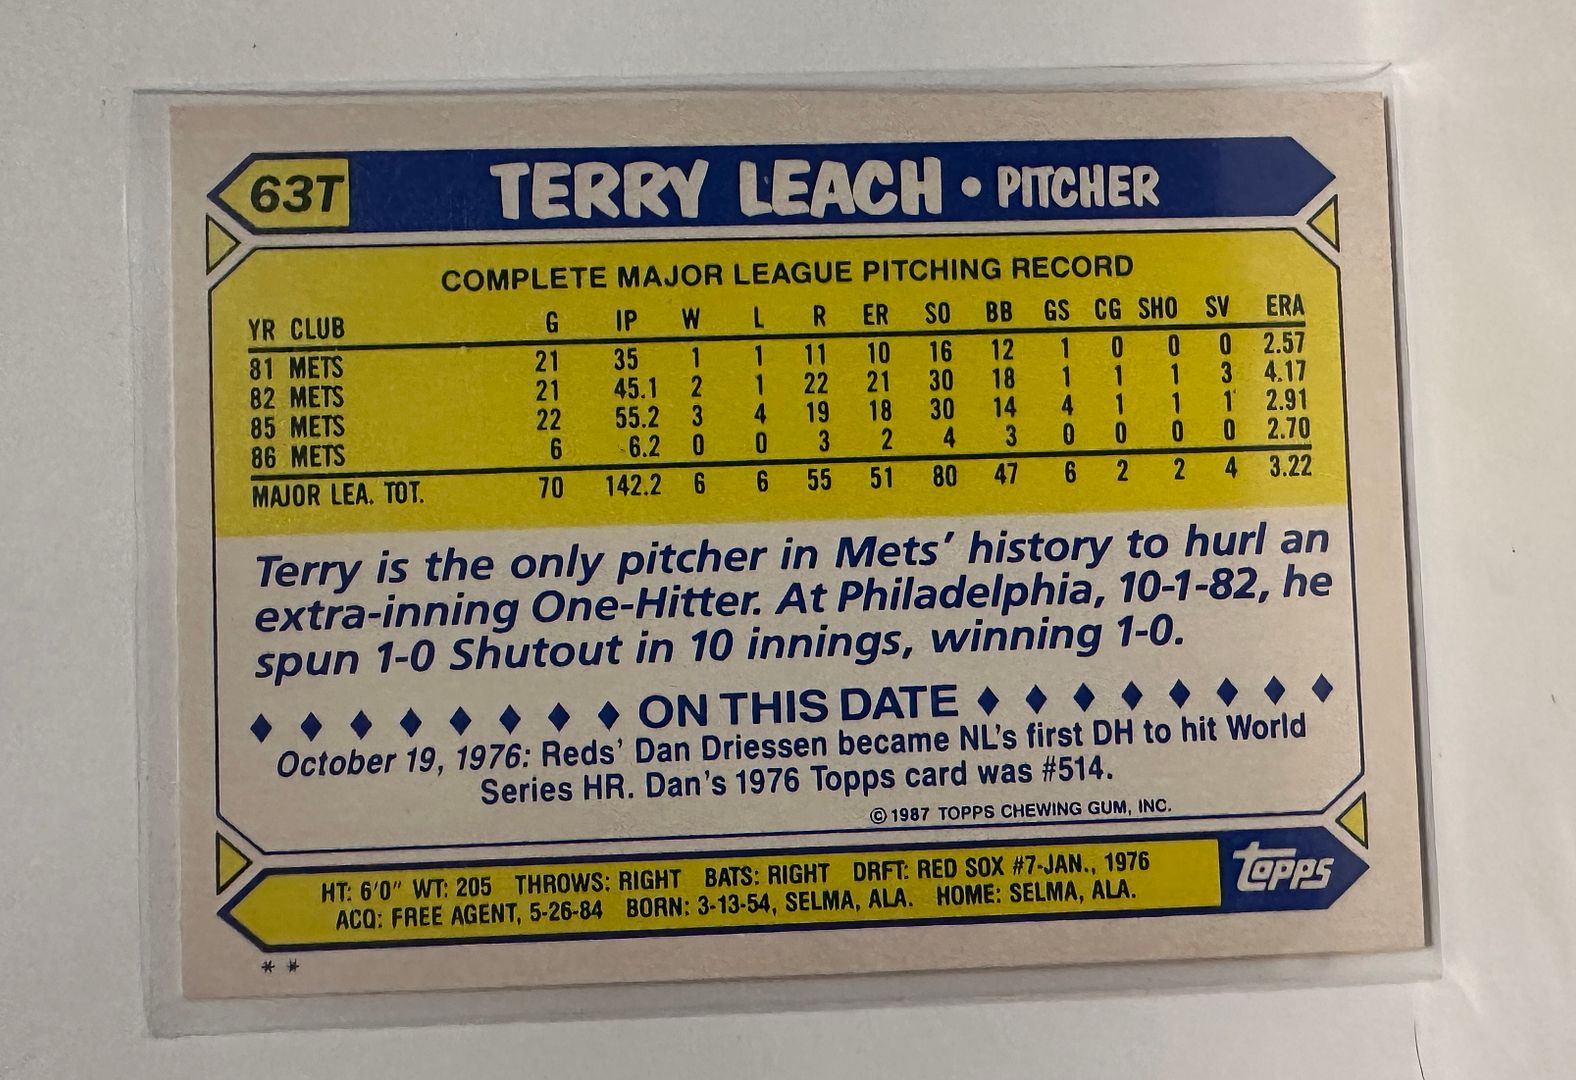 63T TERRY LEACH • PITCHER
COMPLETE MAJOR LEAGUE PITCHING RECORD
YR CLUB G IP W L R ER SO BB GS CG SHO SV ERA
81 METS 21 35 1 1 11 10 16 12 1 0 0 0 2.57
82 METS 21 45.1 2 1 22 21 30 18 1 1 1 3 4.17
85 METS 22 55.2 3 4 19 18 30 14 4 1 1 1 2.91
86 METS 6 6.2 0 0 3 2 4 3 0 0 0 0 2.70
MAJOR LEA. TOT. 70 142.2 6 6 55 51 80 47 6 2 2 4 3.22
Terry is the only pitcher in Mets' history to hurl an
extra-inning One-Hitter. At Philadelphia, 10-1-82, he
spun 1-0 Shutout in 10 innings, winning 1-0.
ON THIS DATE
October 19, 1976: Reds' Dan Driessen became NL's first DH to hit World
Series HR. Dan's 1976 Topps card was #514.
© 1987 TOPPS CHEWING GUM, INC.
HT: 6'0" WT: 205 THROWS: RIGHT BATS: RIGHT DRFT: RED SOX #7-JAN., 1976
ACQ: FREE AGENT, 5-26-84 BORN: 3-13-54, SELMA, ALA. HOME: SELMA, ALA.
topps
* *